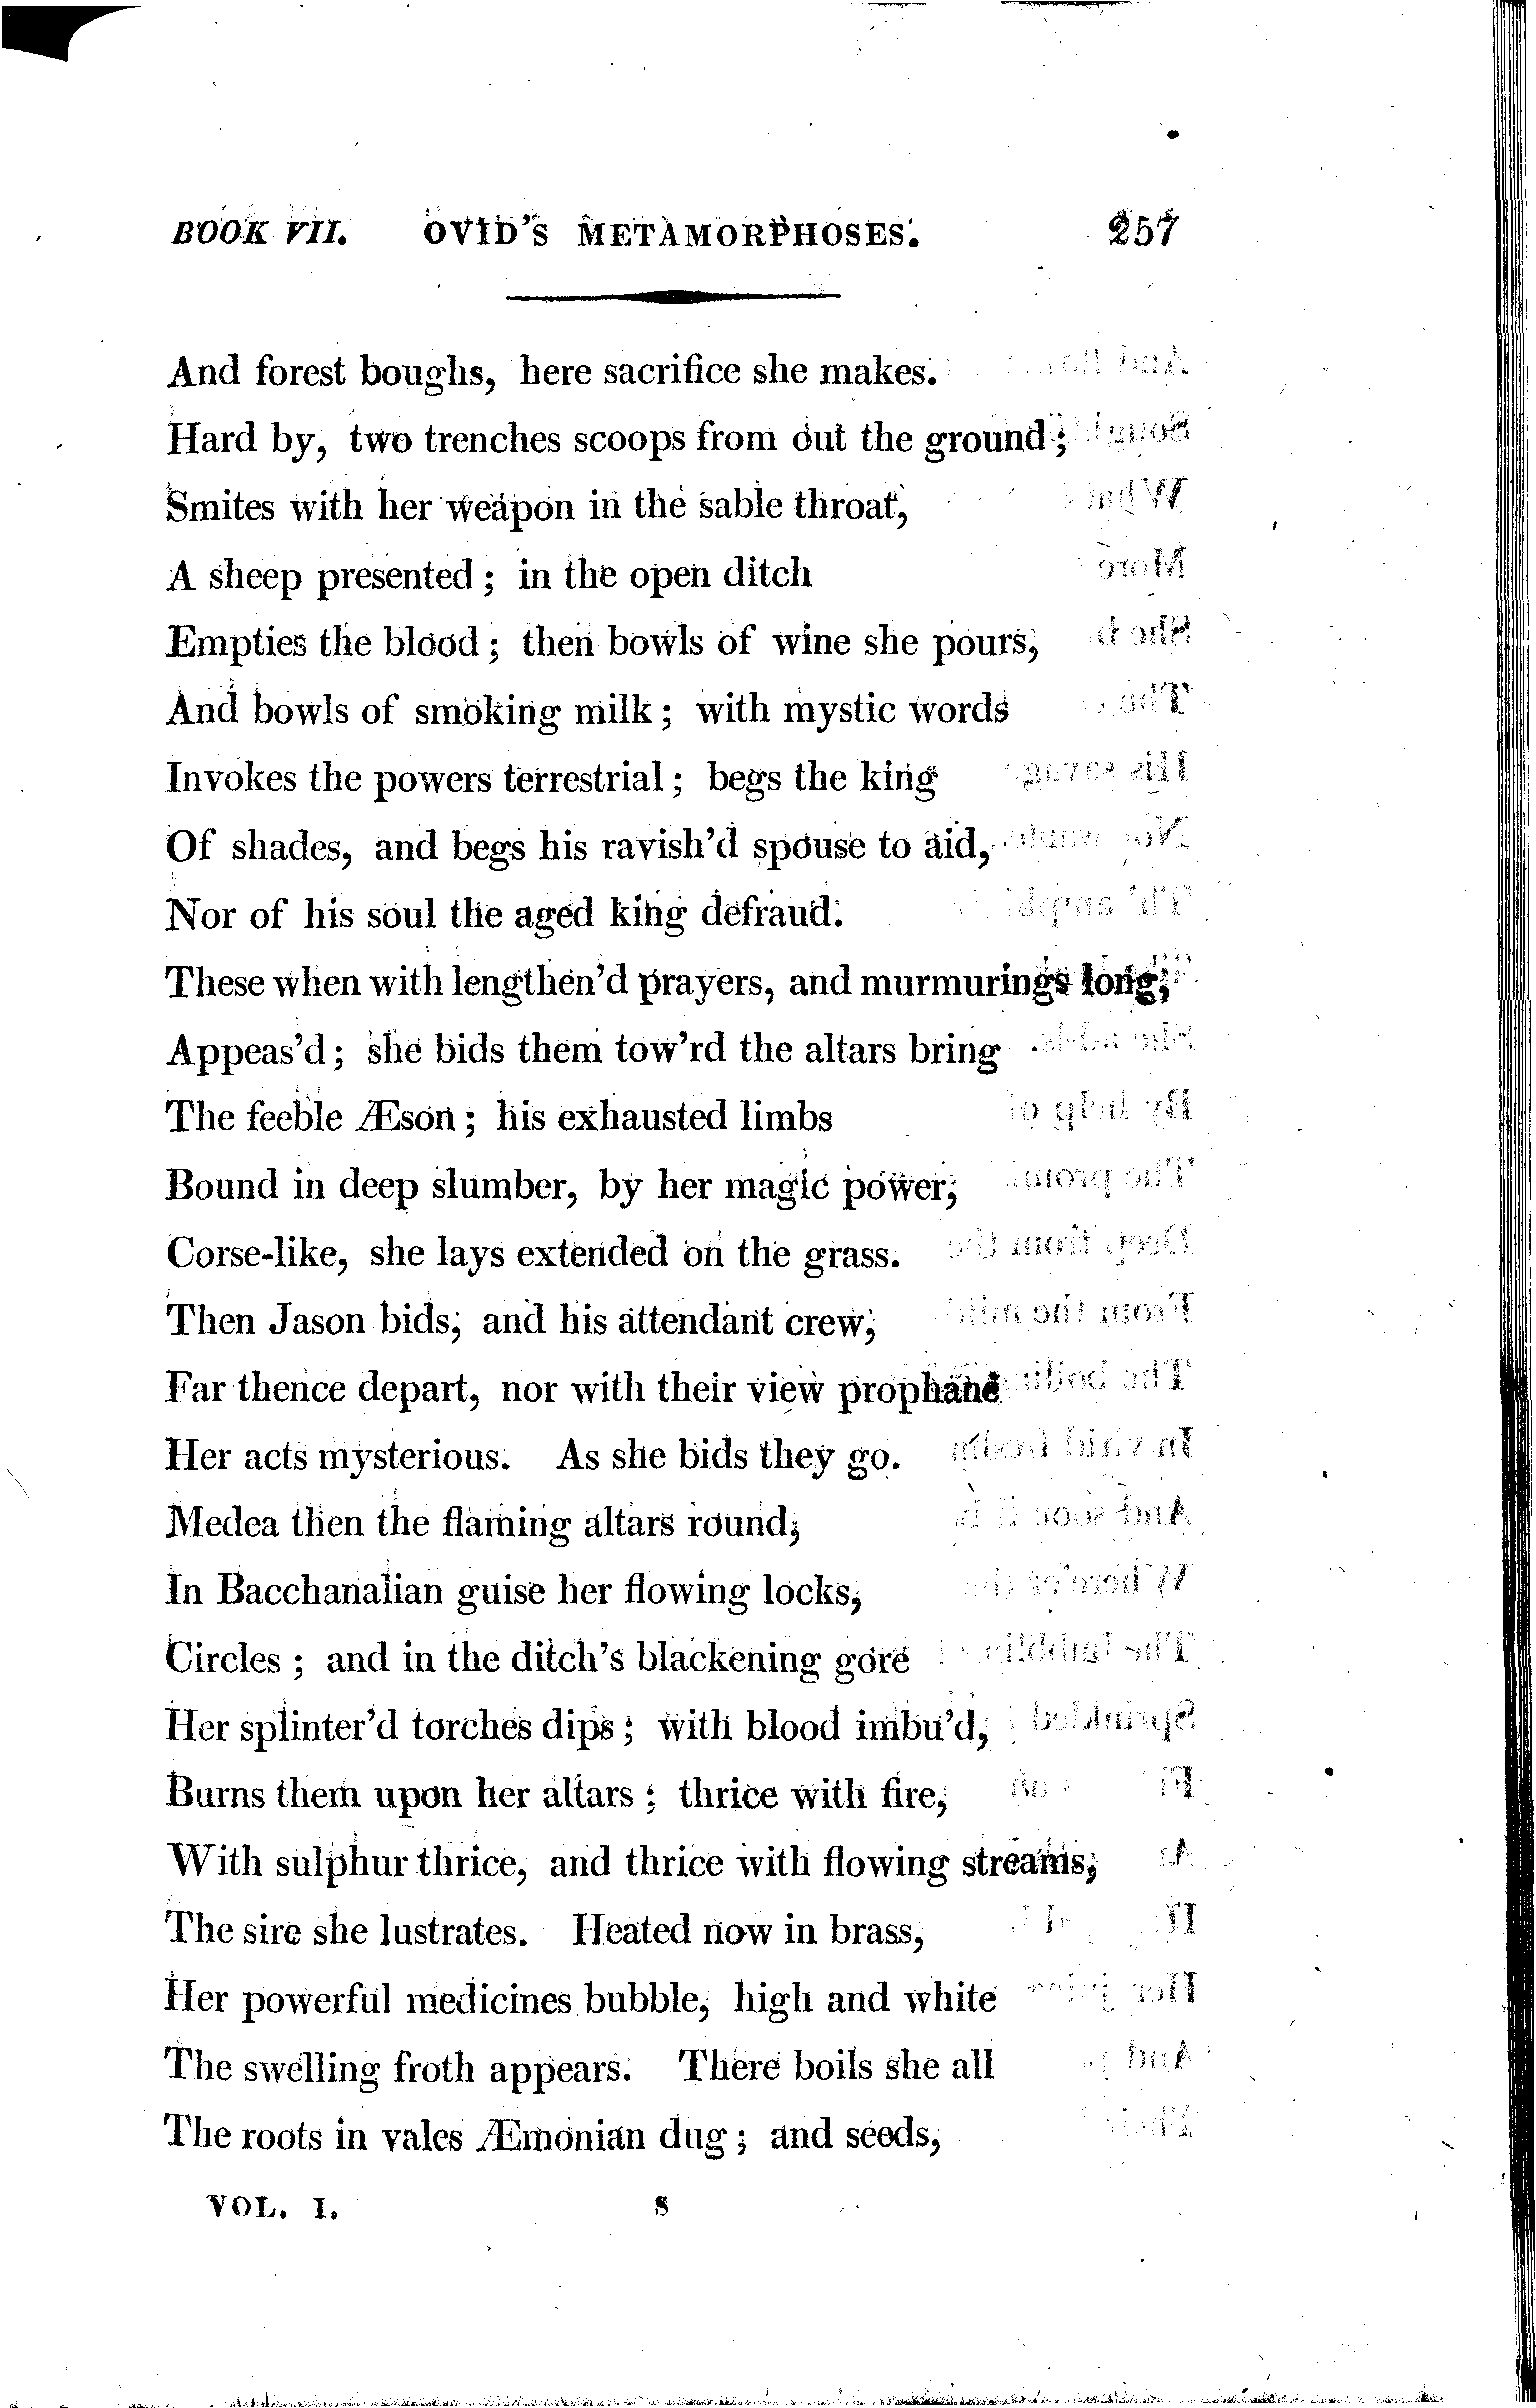 BOOK VII. OVID'S METAMORPHOSES. 257
And forest boughs, here sacrifice she makes.
Hard by, two trenches scoops from out the ground;
Smites with her weapon in the sable throat,
A sheep presented; in the open ditch
Empties the blood; then bowls of wine she pours,
And bowls of smoking milk; with mystic words
Invokes the powers terrestrial; begs the king
Of shades, and begs his ravish'd spouse to aid,
Nor of his soul the aged king defraud.
These when with lengthen'd prayers, and murmurings long,
Appeas'd; she bids them tow'rd the altars bring
The feeble Æson; his exhausted limbs
Bound in deep slumber, by her magic power,
Corse-like, she lays extended on the grass.
Then Jason bids, and his attendant crew,
Far thence depart, nor with their view prophane
Her acts mysterious. As she bids they go.
Medea then the flaming altars round,
In Bacchanalian guise her flowing locks,
Circles; and in the ditch's blackening gore
Her splinter'd torches dips; with blood imbu'd,
Burns them upon her altars: thrice with fire,
With sulphur thrice, and thrice with flowing streams,
The sire she lustrates. Heated now in brass,
Her powerful medicines bubble, high and white
The swelling froth appears. There boils she all
The roots in vales Æmonian dug; and seeds,
VOL. I. S